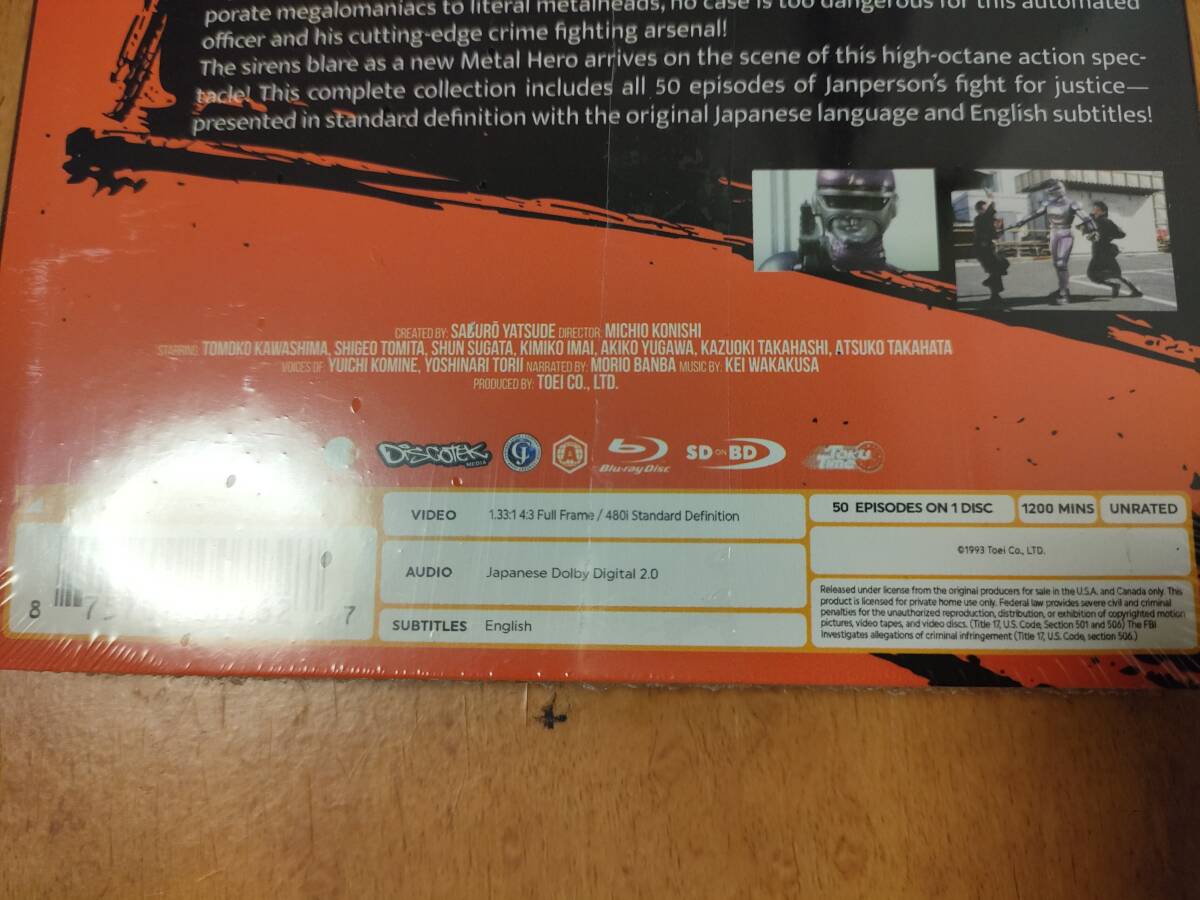 porate megalomaniacs to literal metalheads, no case is too dangerous for this automated
officer and his cutting-edge crime fighting arsenal!
The sirens blare as a new Metal Hero arrives on the scene of this high-octane action spec-
tacle! This complete collection includes all 50 episodes of Janperson's fight for justice—
presented in standard definition with the original Japanese language and English subtitles!
CREATED BY: SABURŌ YATSUDE DIRECTOR: MICHIO KONISHI
STARRING: TOMOKO KAWASHIMA, SHIGEO TOMITA, SHUN SUGATA, KIMIKO IMAI, AKIKO YUGAWA, KAZUOKI TAKAHASHI, ATSUKO TAKAHATA
VOICES OF: YUICHI KOMINE, YOSHINARI TORII NARRATED BY: MORIO BANBA MUSIC BY: KEI WAKAKUSA
PRODUCED BY: TOEI CO., LTD.
DISCOTEK MEDIA
Blu-ray Disc
SD ON BD
Toku Time
VIDEO 1.33:1 4:3 Full Frame / 480i Standard Definition
AUDIO Japanese Dolby Digital 2.0
SUBTITLES English
50 EPISODES ON 1 DISC 1200 MINS UNRATED
©1993 Toei Co., LTD.
Released under license from the original producers for sale in the U.S.A. and Canada only. This
product is licensed for private home use only. Federal law provides severe civil and criminal
penalties for the unauthorized reproduction, distribution, or exhibition of copyrighted motion
pictures, video tapes, and video discs. (Title 17, U.S. Code, Section 501 and 506) The FBI
Investigates allegations of criminal infringement (Title 17, U.S. Code, section 506.)
8 7 7